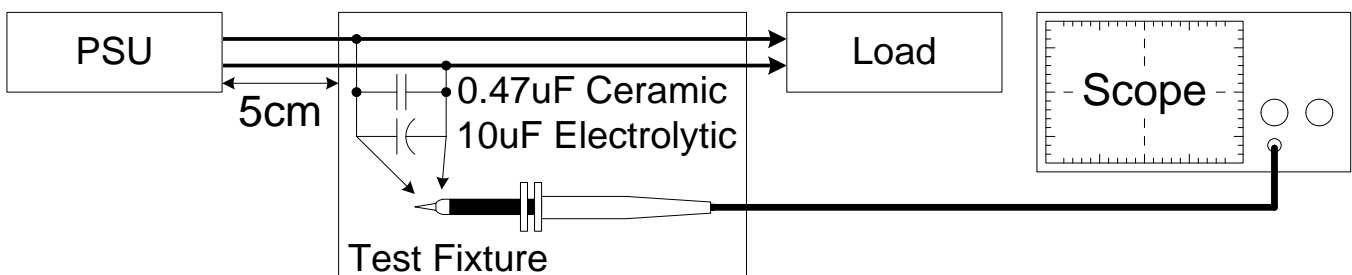 PSU
Load
Scope
5cm
0.47uF Ceramic
10uF Electrolytic
Test Fixture